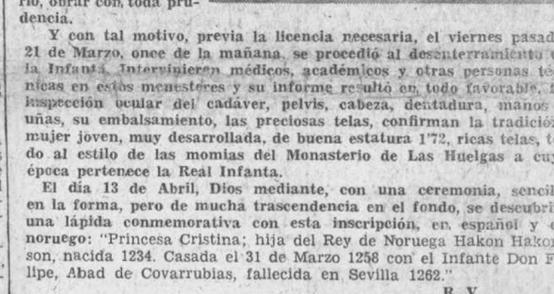 rio, obrar con toda pru-
dencia.
Y con tal motivo, previa la licencia necesaria, el viernes pasad
21 de Marzo, once de la mañana, se procedió al desenterramiento
la Infanta. Intervinieron médicos, académicos y otras personas té
nicas en estos menesteres y su informe resultó en todo favorable.
inspección ocular del cadáver, pelvis, cabeza, dentadura, manos
uñas, su embalsamiento, las preciosas telas, confirman la tradición
mujer joven, muy desarrollada, de buena estatura 1'72, ricas telas, t
do al estilo de las momias del Monasterio de Las Huelgas a cuy
época pertenece la Real Infanta.
El día 13 de Abril, Dios mediante, con una ceremonia, sencil
en la forma, pero de mucha trascendencia en el fondo, se descubri
una lápida conmemorativa con esta inscripción, en español y e
noruego: "Princesa Cristina; hija del Rey de Noruega Hakon Hakon
son, nacida 1234. Casada el 31 de Marzo 1258 con el Infante Don F
lipe, Abad de Covarrubias, fallecida en Sevilla 1262."
R. V.